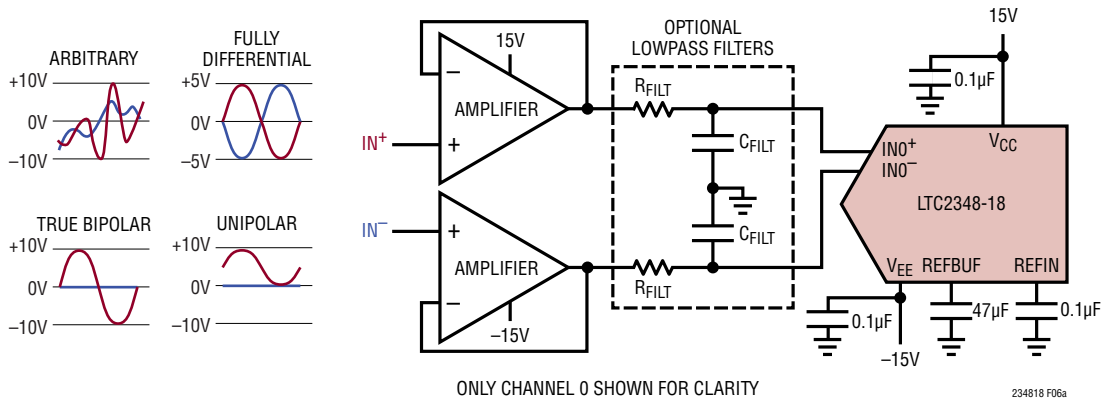 ARBITRARY
+10V
0V
–10V
FULLY
DIFFERENTIAL
+5V
0V
–5V
TRUE BIPOLAR
+10V
0V
–10V
UNIPOLAR
+10V
0V
–10V
15V
AMPLIFIER
–
+
IN+
IN–
+
–
AMPLIFIER
–15V
OPTIONAL
LOWPASS FILTERS
RFILT
CFILT
CFILT
RFILT
15V
0.1µF
VCC
IN0+
IN0–
LTC2348-18
VEE
REFBUF
REFIN
0.1µF
47µF
0.1µF
–15V
ONLY CHANNEL 0 SHOWN FOR CLARITY
234818 F06a